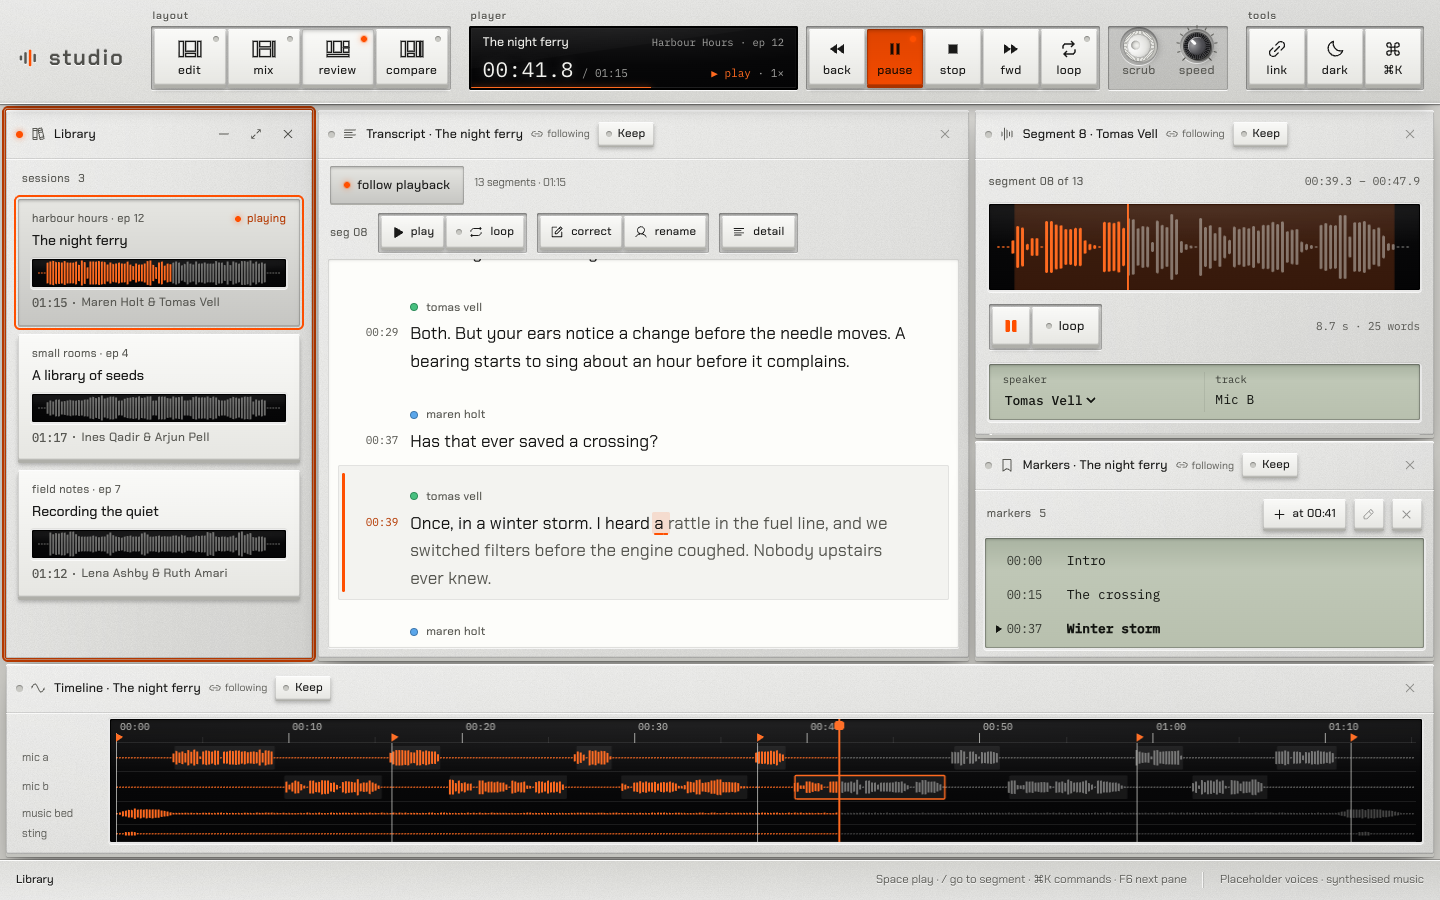 layout
player
tools
studio
edit
mix
review
compare
The night ferry
Harbour Hours · ep 12
00:41.8 / 01:15
▶ play · 1×
back
pause
stop
fwd
loop
scrub
speed
link
dark
⌘K
Library
sessions 3
harbour hours · ep 12
playing
The night ferry
01:15 · Maren Holt & Tomas Vell
small rooms · ep 4
A library of seeds
01:17 · Ines Qadir & Arjun Pell
field notes · ep 7
Recording the quiet
01:12 · Lena Ashby & Ruth Amari
Transcript · The night ferry
following
Keep
follow playback
13 segments · 01:15
seg 08
play
loop
correct
rename
detail
tomas vell
00:29
Both. But your ears notice a change before the needle moves. A
bearing starts to sing about an hour before it complains.
maren holt
00:37
Has that ever saved a crossing?
tomas vell
00:39
Once, in a winter storm. I heard a rattle in the fuel line, and we
switched filters before the engine coughed. Nobody upstairs
ever knew.
maren holt
Segment 8 · Tomas Vell
following
Keep
segment 08 of 13
00:39.3 – 00:47.9
loop
8.7 s · 25 words
speaker
Tomas Vell
track
Mic B
Markers · The night ferry
following
Keep
markers 5
at 00:41
00:00 Intro
00:15 The crossing
00:37 Winter storm
Timeline · The night ferry
following
Keep
00:00 00:10 00:20 00:30 00:4 00:50 01:00 01:10
mic a
mic b
music bed
sting
Library
Space play · / go to segment · ⌘K commands · F6 next pane
Placeholder voices · synthesised music